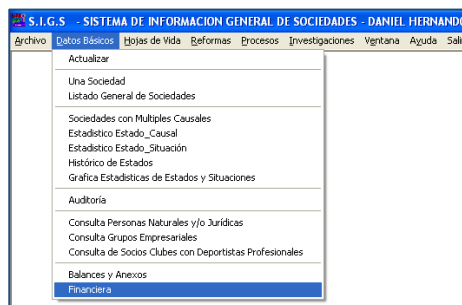 S.I.G.S - SISTEMA DE INFORMACION GENERAL DE SOCIEDADES - DANIEL HERNANDO
Archivo Datos Básicos Hojas de Vida Reformas Procesos Investigaciones Ventana Ayuda Sali
Actualizar
Una Sociedad
Listado General de Sociedades
Sociedades con Multiples Causales
Estadistico Estado_Causal
Estadistico Estado_Situación
Histórico de Estados
Grafica Estadisticas de Estados y Situaciones
Auditoría
Consulta Personas Naturales y/o Jurídicas
Consulta Grupos Empresariales
Consulta de Socios Clubes con Deportistas Profesionales
Balances y Anexos
Financiera